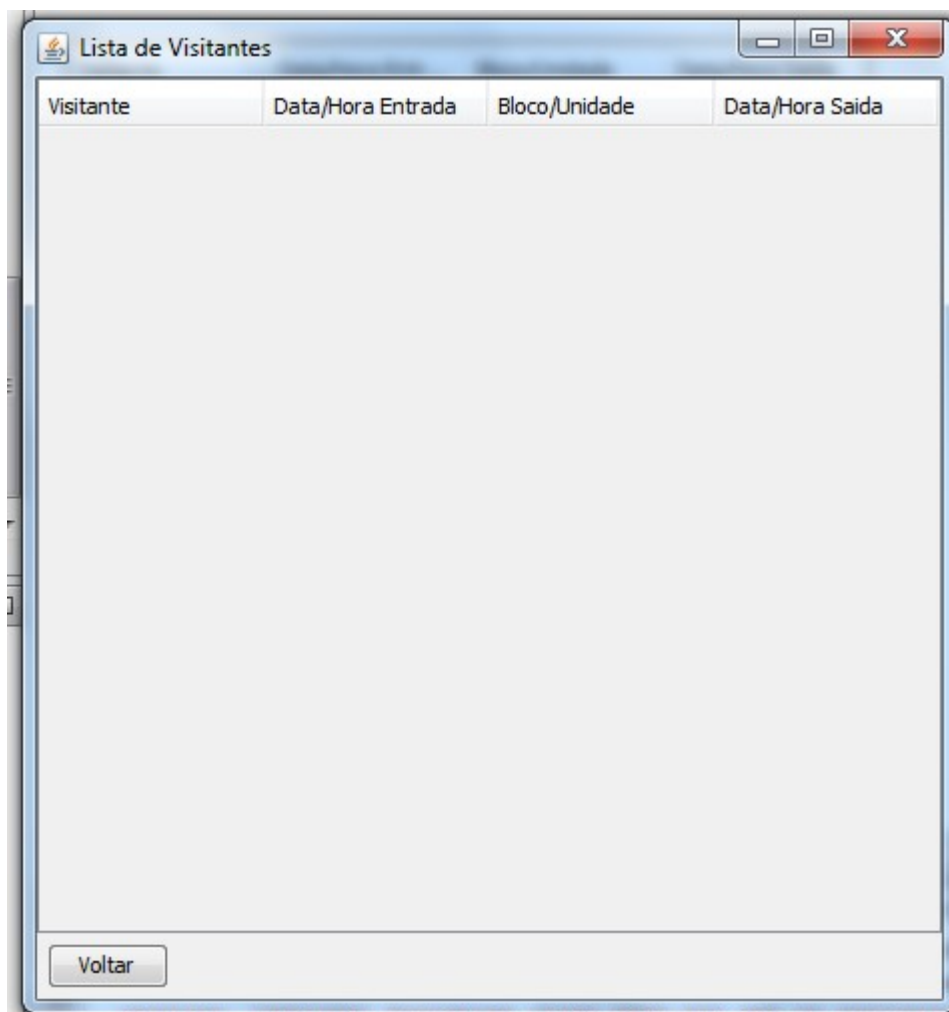 Lista de Visitantes
Visitante Data/Hora Entrada Bloco/Unidade Data/Hora Saida
Voltar